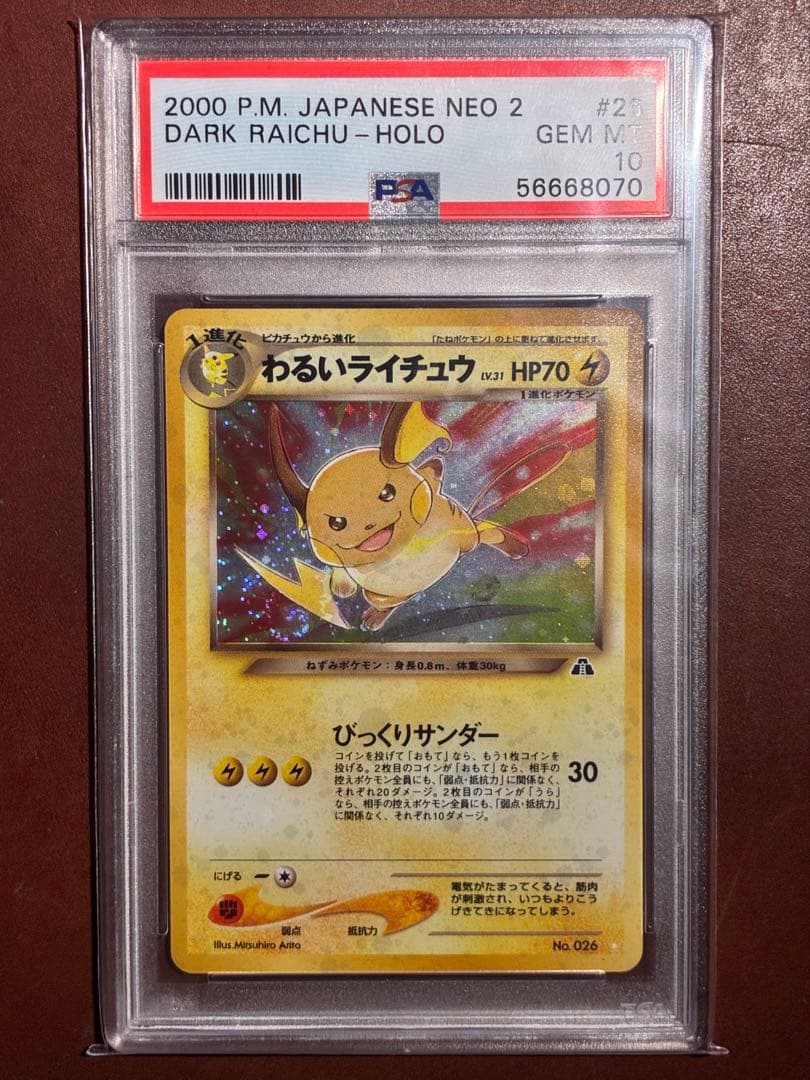 2000 P.M. JAPANESE NEO 2 #26
DARK RAICHU-HOLO GEM MT
10
PSA 56668070
1進化 ピカチュウから進化 「たねポケモン」の上に重ねて進化させます。
わるいライチュウ LV.31 HP70
1進化ポケモン
ねずみポケモン：身長0.8m、体重30kg
びっくりサンダー
コインを投げて「おもて」なら、もう1枚コインを
投げる。2枚目のコインが「おもて」なら、相手の
控えポケモン全員にも、「弱点・抵抗力」に関係なく、
それぞれ20ダメージ。2枚目のコインが「うら」
なら、相手の控えポケモン全員にも、「弱点・抵抗力」
に関係なく、それぞれ10ダメージ。
30
にげる
電気がたまってくると、筋肉
が刺激され、いつもよりこう
げきてきになってしまう。
弱点 抵抗力
Illus.Mitsuhiro Arita No.026
PSA